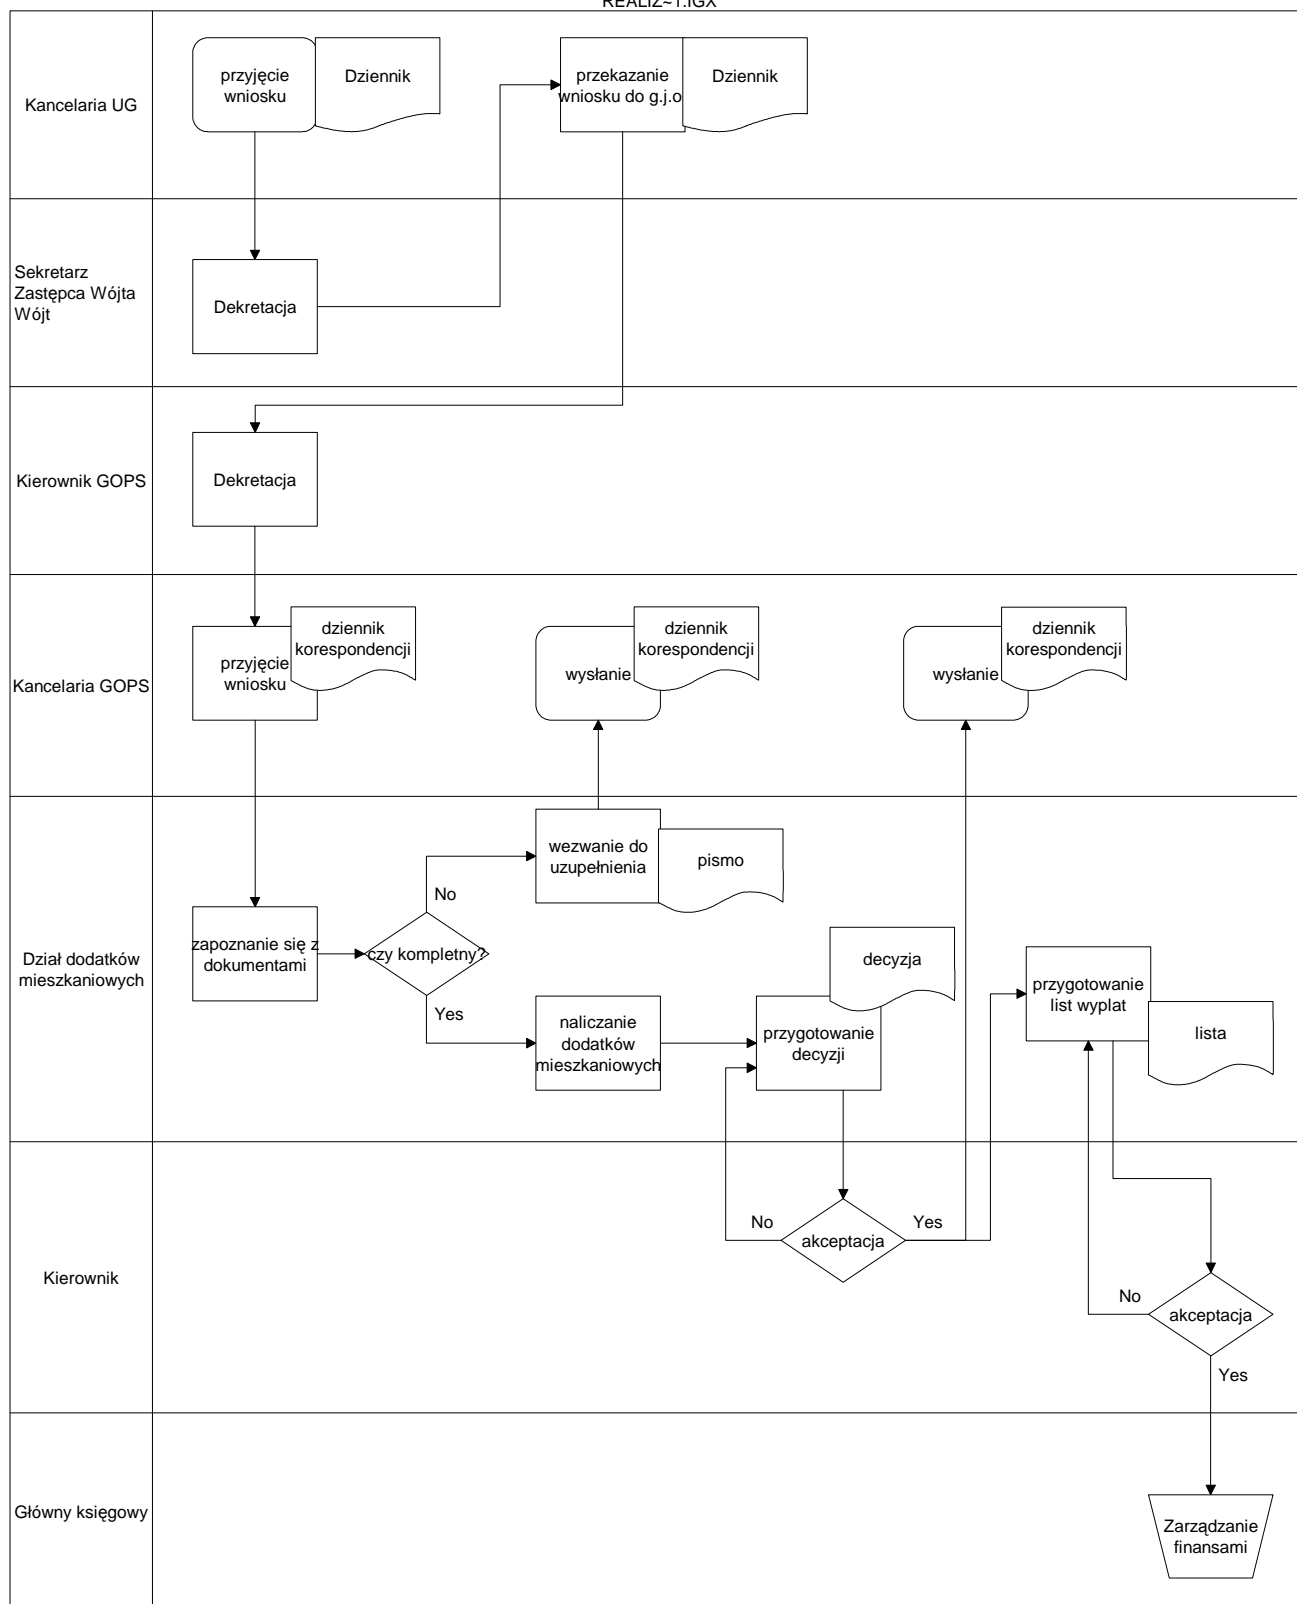 REALIZ~1.IGX
Kancelaria UG
przyjęcie
wniosku
Dziennik
przekazanie
wniosku do g.j.o
Dziennik
Sekretarz
Zastępca Wójta
Wójt
Dekretacja
Kierownik GOPS
Dekretacja
Kancelaria GOPS
przyjęcie
wniosku
dziennik
korespondencji
wysłanie
dziennik
korespondencji
wysłanie
dziennik
korespondencji
Dział dodatków
mieszkaniowych
zapoznanie się z
dokumentami
czy kompletny?
No
Yes
wezwanie do
uzupełnienia
pismo
naliczanie
dodatków
mieszkaniowych
decyzja
przygotowanie
decyzji
przygotowanie
list wyplat
lista
Kierownik
No
akceptacja
Yes
No
akceptacja
Yes
Główny księgowy
Zarządzanie
finansami